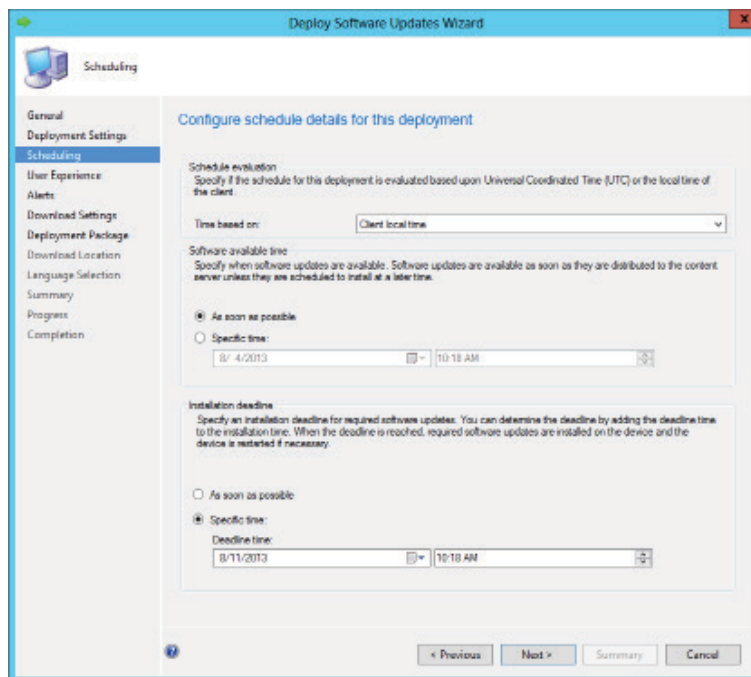 Deploy Software Updates Wizard
x
Scheduling
General
Deployment Settings
Scheduling
User Experience
Alerts
Download Settings
Deployment Package
Download Location
Language Selection
Summary
Progress
Completion
Configure schedule details for this deployment
Schedule evaluation
Specify if the schedule for this deployment is evaluated based upon Universal Coordinated Time (UTC) or the local time of
the client.
Time based on:
Client local time
Software available time
Specify when software updates are available. Software updates are available as soon as they are distributed to the content
server unless they are scheduled to install at a later time.
As soon as possible
Specific time:
8/ 4/2013
10:18 AM
Installation deadline
Specify an installation deadline for required software updates. You can determine the deadline by adding the deadline time
to the installation time. When the deadline is reached, required software updates are installed on the device and the
device is restarted if necessary.
As soon as possible
Specific time:
Deadline time:
8/11/2013
10:18 AM
?
< Previous
Next >
Summary
Cancel